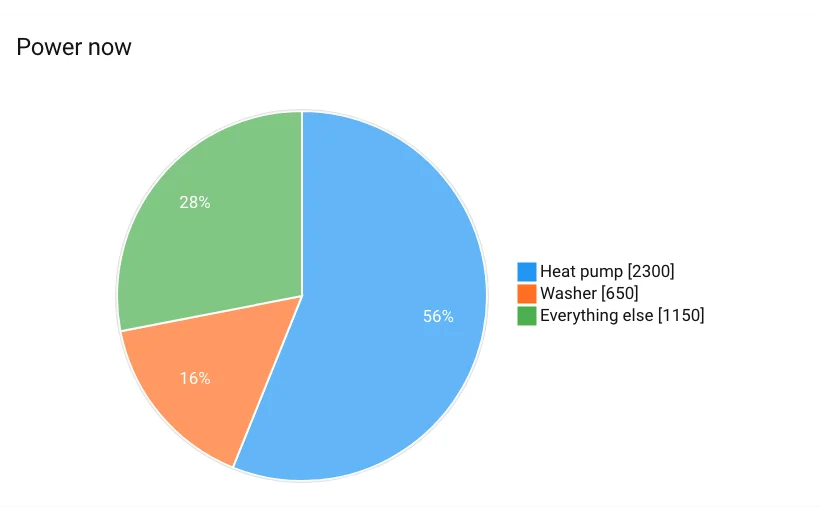 Power now
28%
56%
16%
Heat pump [2300]
Washer [650]
Everything else [1150]